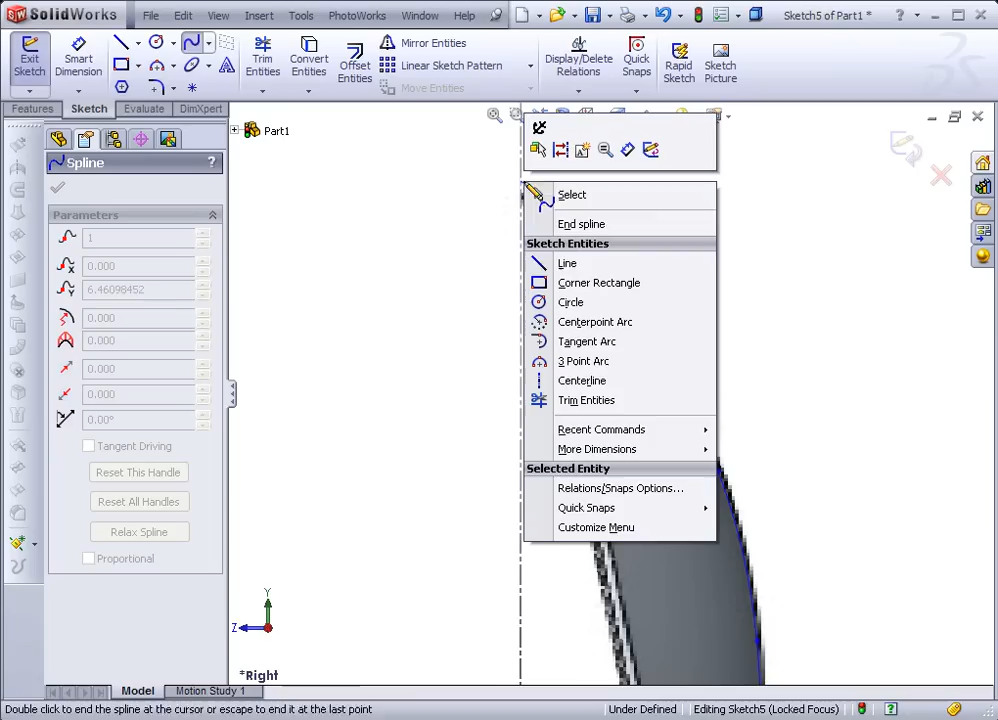 SolidWorks File Edit View Insert Tools PhotoWorks Window Help Sketch5 of Part1 *
Exit Sketch
Smart Dimension
Trim Entities
Convert Entities
Offset Entities
Mirror Entities
Linear Sketch Pattern
Move Entities
Display/Delete Relations
Quick Snaps
Rapid Sketch
Sketch Picture
Features Sketch Evaluate DimXpert
Part1
Spline ?
Parameters
1
0.000
6.46098452
0.000
0.000
0.000
0.000
0.00°
Tangent Driving
Reset This Handle
Reset All Handles
Relax Spline
Proportional
Select
End spline
Sketch Entities
Line
Corner Rectangle
Circle
Centerpoint Arc
Tangent Arc
3 Point Arc
Centerline
Trim Entities
Recent Commands
More Dimensions
Selected Entity
Relations/Snaps Options...
Quick Snaps
Customize Menu
Y
Z
*Right
Model Motion Study 1
Double click to end the spline at the cursor or escape to end it at the last point Under Defined Editing Sketch5 (Locked Focus)